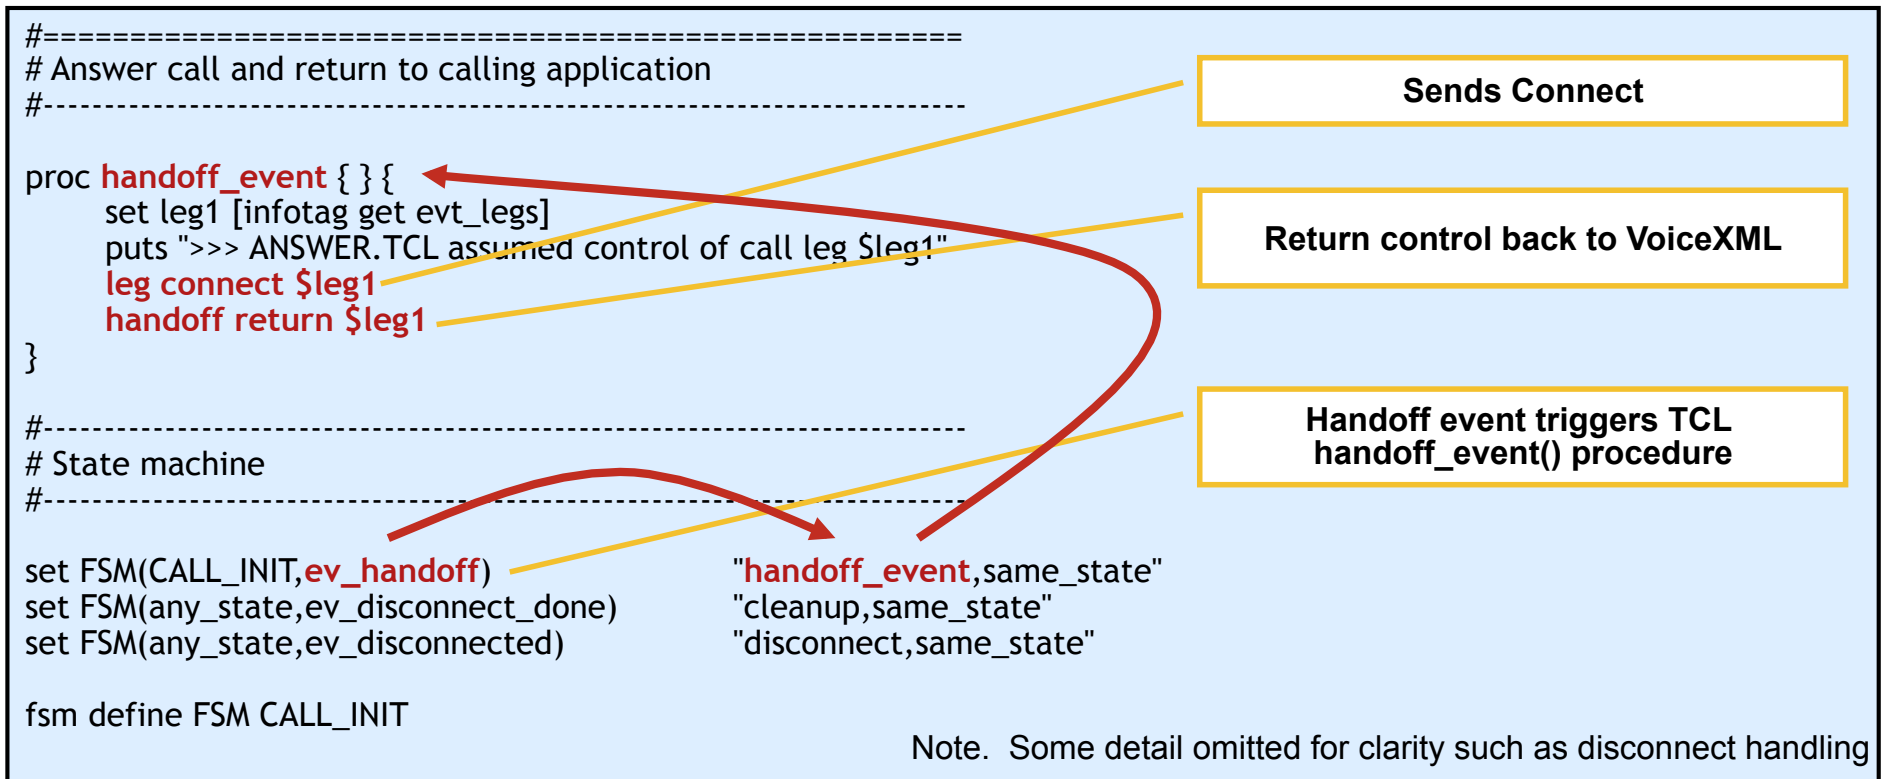 #=====================================================
# Answer call and return to calling application
#----------------------------------------------------------------------------
proc handoff_event { } {
set leg1 [infotag get evt_legs]
puts ">>> ANSWER.TCL assumed control of call leg $leg1"
leg connect $leg1
handoff return $leg1
}
#----------------------------------------------------------------------------
# State machine
#----------------------------------------------------------------------------
set FSM(CALL_INIT,ev_handoff) "handoff_event,same_state"
set FSM(any_state,ev_disconnect_done) "cleanup,same_state"
set FSM(any_state,ev_disconnected) "disconnect,same_state"
fsm define FSM CALL_INIT
Sends Connect
Return control back to VoiceXML
Handoff event triggers TCL
handoff_event() procedure
Note. Some detail omitted for clarity such as disconnect handling